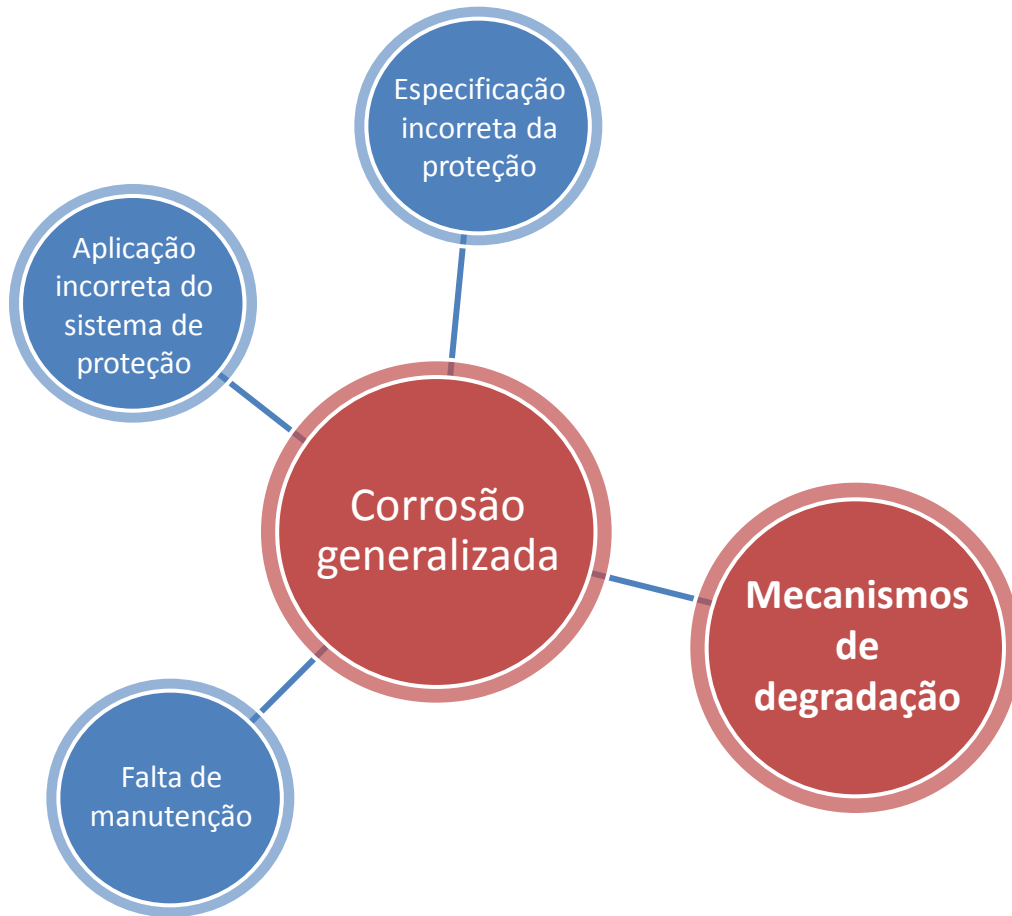 Especificação
incorreta da
proteção
Aplicação
incorreta do
sistema de
proteção
Corrosão
generalizada
Mecanismos
de
degradação
Falta de
manutenção